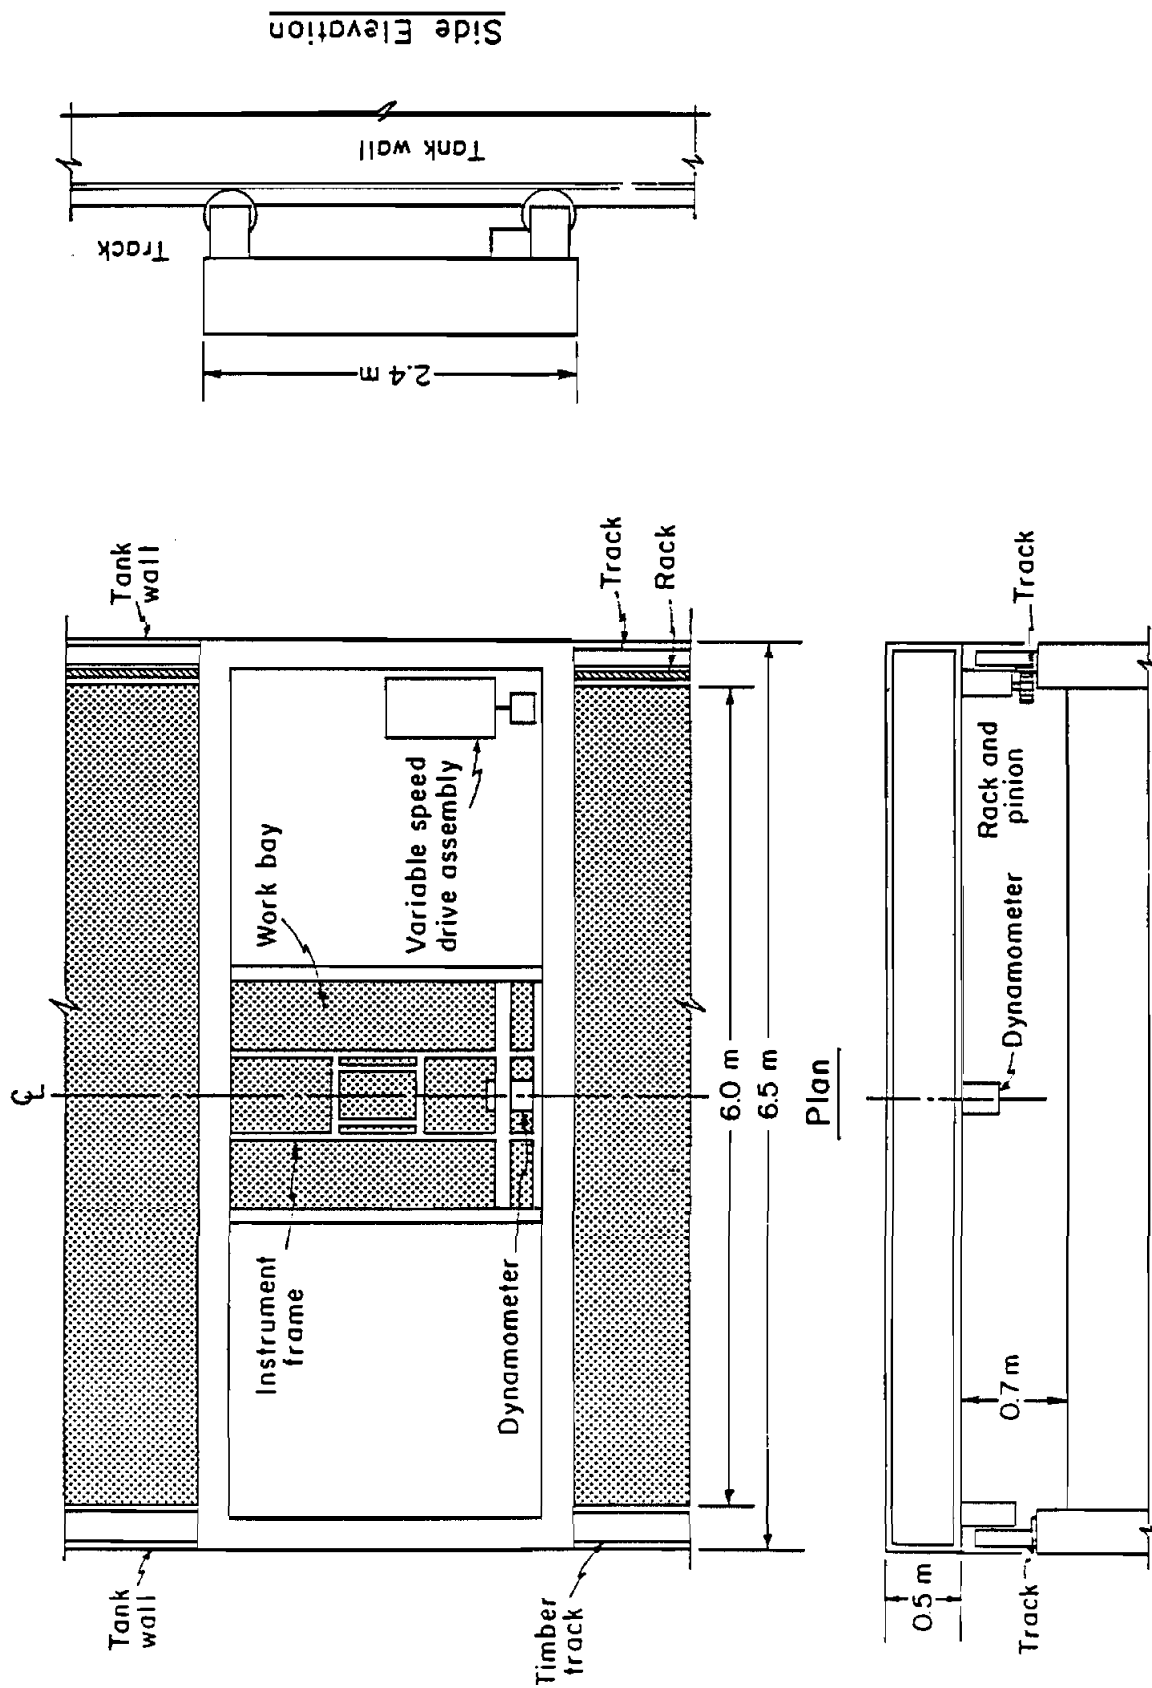 Side Elevation
Tank wall
Track
2.4 m
Tank
wall
Track
Rack
Work bay
Variable speed
drive assembly
℄
Instrument
frame
Dynamometer
Tank
wall
Timber
track
6.0 m
6.5 m
Plan
Track
Rack and
pinion
Dynamometer
0.7 m
0.5 m
Track